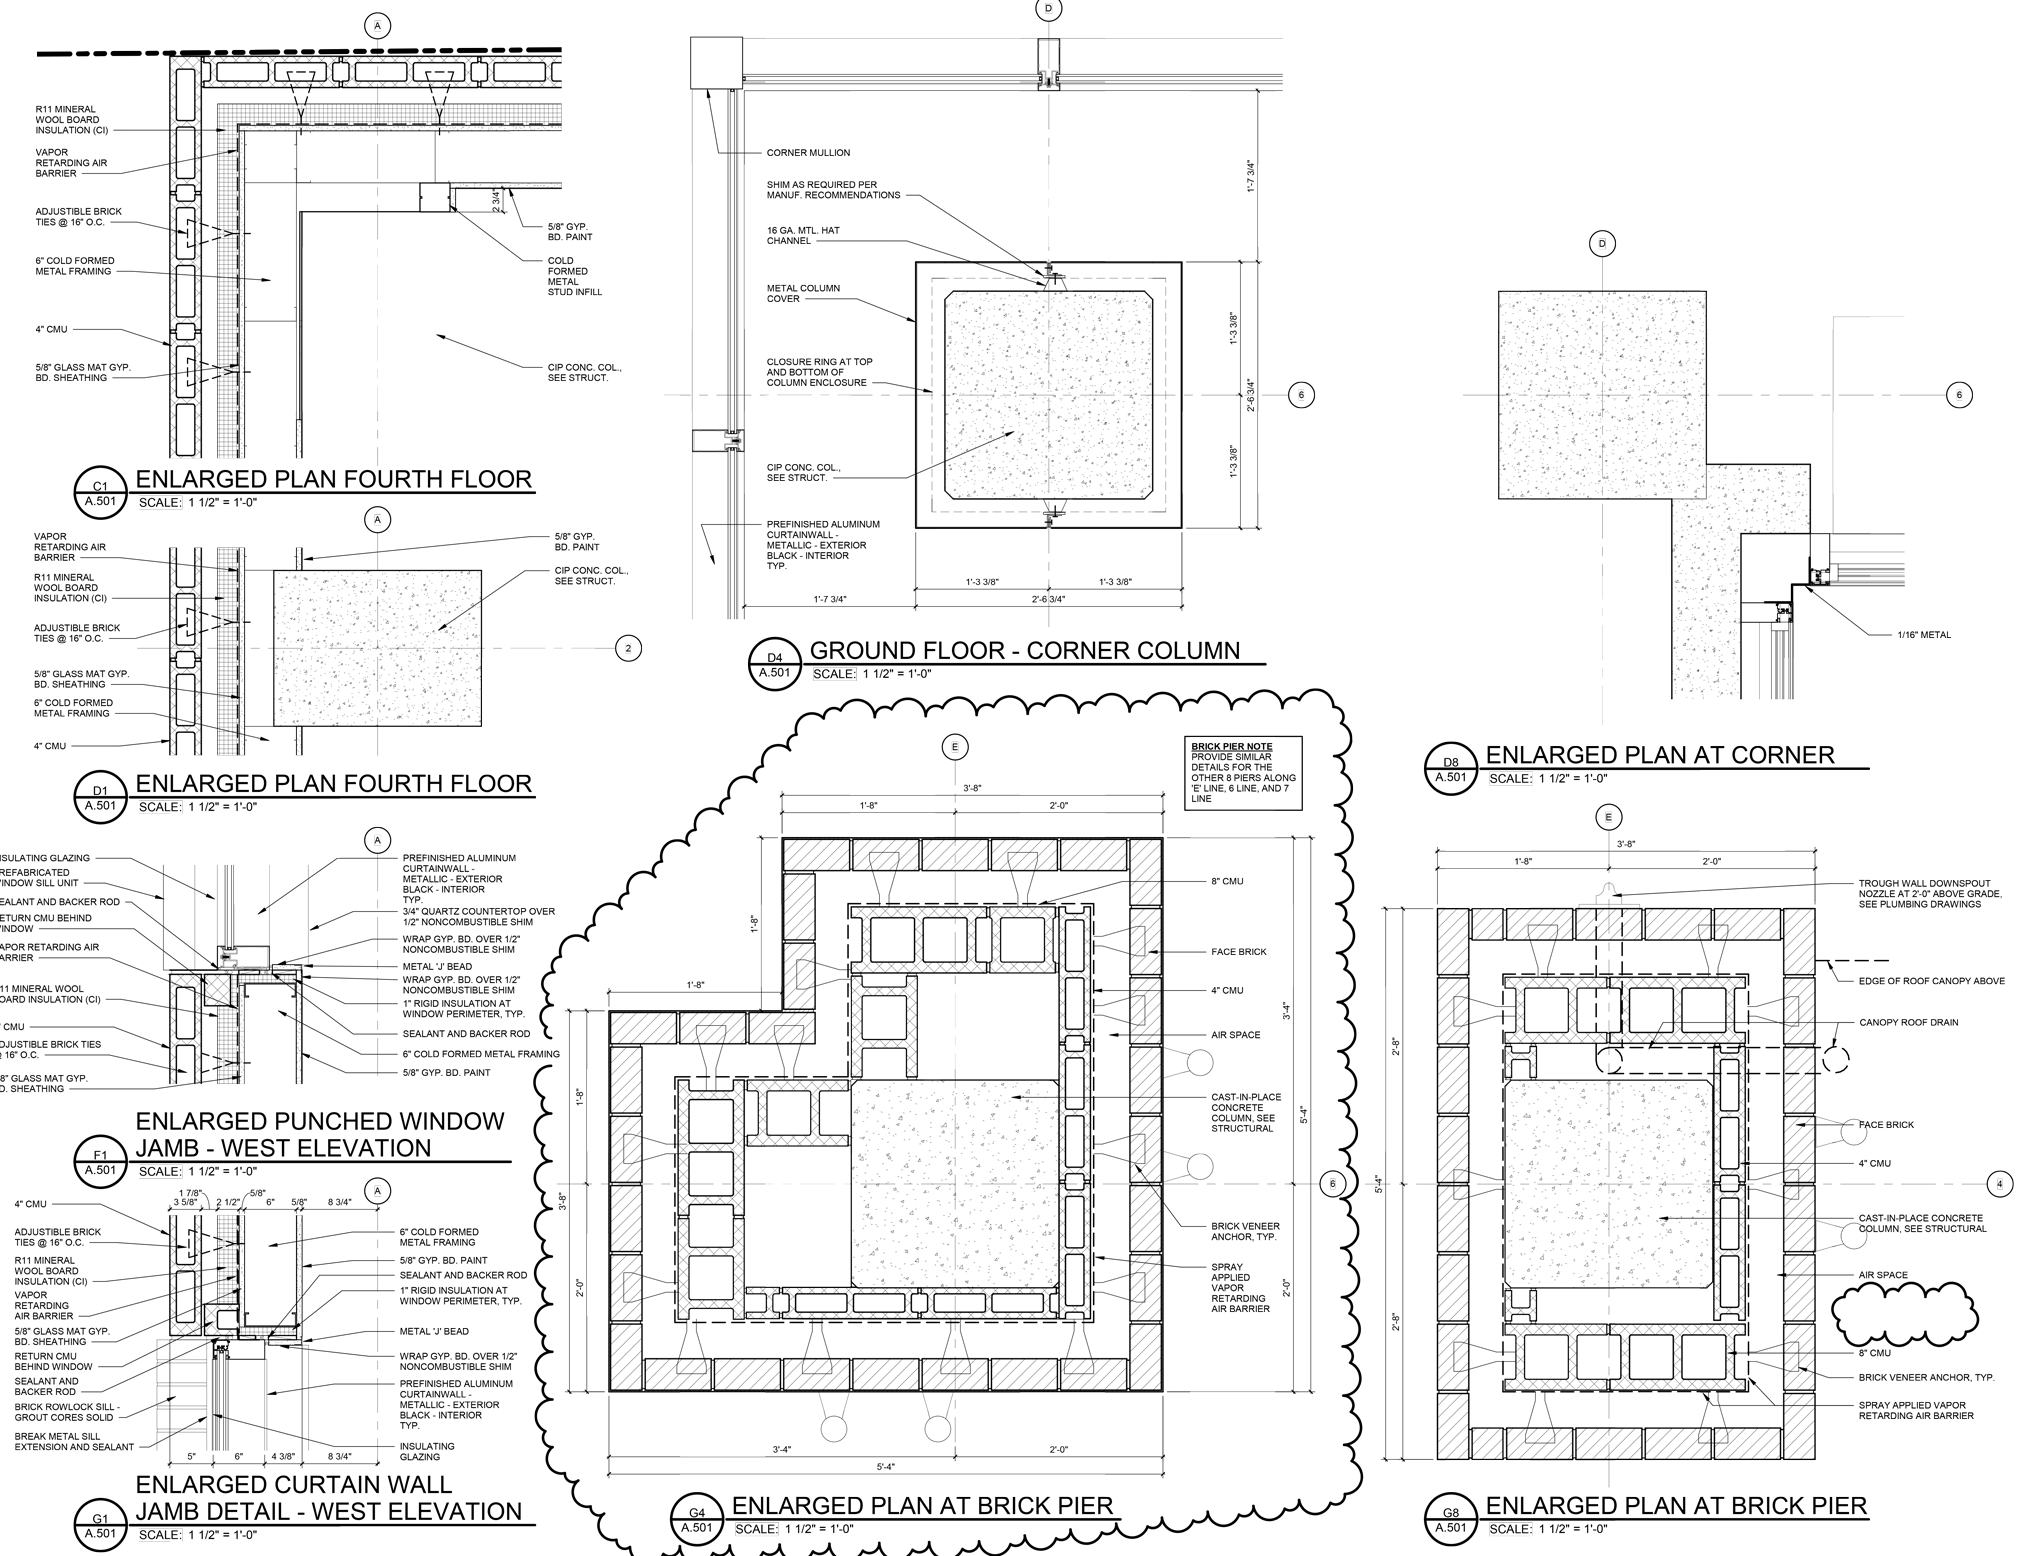 A
R11 MINERAL
WOOL BOARD
INSULATION (CI)
VAPOR
RETARDING AIR
BARRIER
ADJUSTIBLE BRICK
TIES @ 16" O.C.
6" COLD FORMED
METAL FRAMING
4" CMU
5/8" GLASS MAT GYP.
BD. SHEATHING
2 3/4"
5/8" GYP.
BD. PAINT
COLD
FORMED
METAL
STUD INFILL
CIP CONC. COL.,
SEE STRUCT.
C1
A.501
ENLARGED PLAN FOURTH FLOOR
SCALE: 1 1/2" = 1'-0"
A
VAPOR
RETARDING AIR
BARRIER
R11 MINERAL
WOOL BOARD
INSULATION (CI)
ADJUSTIBLE BRICK
TIES @ 16" O.C.
5/8" GLASS MAT GYP.
BD. SHEATHING
6" COLD FORMED
METAL FRAMING
4" CMU
5/8" GYP.
BD. PAINT
CIP CONC. COL.,
SEE STRUCT.
2
D1
A.501
ENLARGED PLAN FOURTH FLOOR
SCALE: 1 1/2" = 1'-0"
A
NSULATING GLAZING
REFABRICATED
WINDOW SILL UNIT
SEALANT AND BACKER ROD
RETURN CMU BEHIND
WINDOW
VAPOR RETARDING AIR
BARRIER
11 MINERAL WOOL
BOARD INSULATION (CI)
CMU
ADJUSTIBLE BRICK TIES
@ 16" O.C.
5/8" GLASS MAT GYP.
BD. SHEATHING
PREFINISHED ALUMINUM
CURTAINWALL -
METALLIC - EXTERIOR
BLACK - INTERIOR
TYP.
3/4" QUARTZ COUNTERTOP OVER
1/2" NONCOMBUSTIBLE SHIM
WRAP GYP. BD. OVER 1/2"
NONCOMBUSTIBLE SHIM
METAL 'J' BEAD
WRAP GYP. BD. OVER 1/2"
NONCOMBUSTIBLE SHIM
1" RIGID INSULATION AT
WINDOW PERIMETER, TYP.
SEALANT AND BACKER ROD
6" COLD FORMED METAL FRAMING
5/8" GYP. BD. PAINT
F1
A.501
ENLARGED PUNCHED WINDOW
JAMB - WEST ELEVATION
SCALE: 1 1/2" = 1'-0"
1 7/8"
5/8"
A
3 5/8"
2 1/2"
6"
5/8"
8 3/4"
4" CMU
ADJUSTIBLE BRICK
TIES @ 16" O.C.
R11 MINERAL
WOOL BOARD
INSULATION (CI)
VAPOR
RETARDING
AIR BARRIER
5/8" GLASS MAT GYP.
BD. SHEATHING
RETURN CMU
BEHIND WINDOW
SEALANT AND
BACKER ROD
BRICK ROWLOCK SILL -
GROUT CORES SOLID
BREAK METAL SILL
EXTENSION AND SEALANT
6" COLD FORMED
METAL FRAMING
5/8" GYP. BD. PAINT
SEALANT AND BACKER ROD
1" RIGID INSULATION AT
WINDOW PERIMETER, TYP.
METAL 'J' BEAD
WRAP GYP. BD. OVER 1/2"
NONCOMBUSTIBLE SHIM
PREFINISHED ALUMINUM
CURTAINWALL -
METALLIC - EXTERIOR
BLACK - INTERIOR
TYP.
INSULATING
GLAZING
5"
6"
4 3/8"
8 3/4"
G1
A.501
ENLARGED CURTAIN WALL
JAMB DETAIL - WEST ELEVATION
SCALE: 1 1/2" = 1'-0"
D
CORNER MULLION
SHIM AS REQUIRED PER
MANUF. RECOMMENDATIONS
16 GA. MTL. HAT
CHANNEL
METAL COLUMN
COVER
CLOSURE RING AT TOP
AND BOTTOM OF
COLUMN ENCLOSURE
CIP CONC. COL.,
SEE STRUCT.
PREFINISHED ALUMINUM
CURTAINWALL -
METALLIC - EXTERIOR
BLACK - INTERIOR
TYP.
1'-7 3/4"
1'-3 3/8"
2'-6 3/4"
1'-3 3/8"
6
1'-3 3/8"
1'-3 3/8"
1'-7 3/4"
2'-6 3/4"
D4
A.501
GROUND FLOOR - CORNER COLUMN
SCALE: 1 1/2" = 1'-0"
D
6
1/16" METAL
D8
A.501
ENLARGED PLAN AT CORNER
SCALE: 1 1/2" = 1'-0"
E
BRICK PIER NOTE
PROVIDE SIMILAR
DETAILS FOR THE
OTHER 8 PIERS ALONG
'E' LINE, 6 LINE, AND 7
LINE
3'-8"
1'-8"
2'-0"
1'-8"
1'-8"
1'-8"
3'-8"
2'-0"
8" CMU
FACE BRICK
4" CMU
AIR SPACE
CAST-IN-PLACE
CONCRETE
COLUMN, SEE
STRUCTURAL
BRICK VENEER
ANCHOR, TYP.
SPRAY
APPLIED
VAPOR
RETARDING
AIR BARRIER
3'-4"
5'-4"
2'-0"
6
3'-4"
2'-0"
5'-4"
G4
A.501
ENLARGED PLAN AT BRICK PIER
SCALE: 1 1/2" = 1'-0"
E
3'-8"
1'-8"
2'-0"
2'-8"
5'-4"
2'-8"
TROUGH WALL DOWNSPOUT
NOZZLE AT 2'-0" ABOVE GRADE,
SEE PLUMBING DRAWINGS
EDGE OF ROOF CANOPY ABOVE
CANOPY ROOF DRAIN
FACE BRICK
4" CMU
4
CAST-IN-PLACE CONCRETE
COLUMN, SEE STRUCTURAL
AIR SPACE
8" CMU
BRICK VENEER ANCHOR, TYP.
SPRAY APPLIED VAPOR
RETARDING AIR BARRIER
G8
A.501
ENLARGED PLAN AT BRICK PIER
SCALE: 1 1/2" = 1'-0"